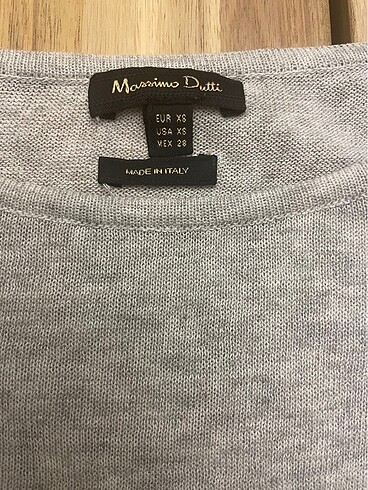 Massimo Dutti
EUR XS
USA XS
MEX 28
MADE IN ITALY